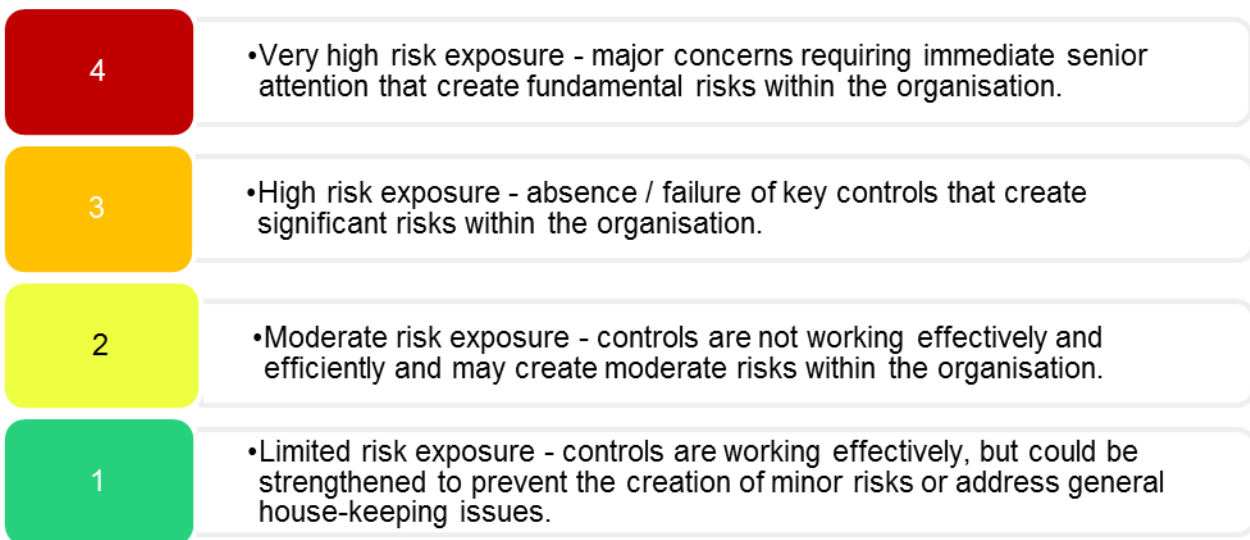 4
•Very high risk exposure - major concerns requiring immediate senior
attention that create fundamental risks within the organisation.
3
•High risk exposure - absence / failure of key controls that create
significant risks within the organisation.
2
•Moderate risk exposure - controls are not working effectively and
efficiently and may create moderate risks within the organisation.
1
•Limited risk exposure - controls are working effectively, but could be
strengthened to prevent the creation of minor risks or address general
house-keeping issues.